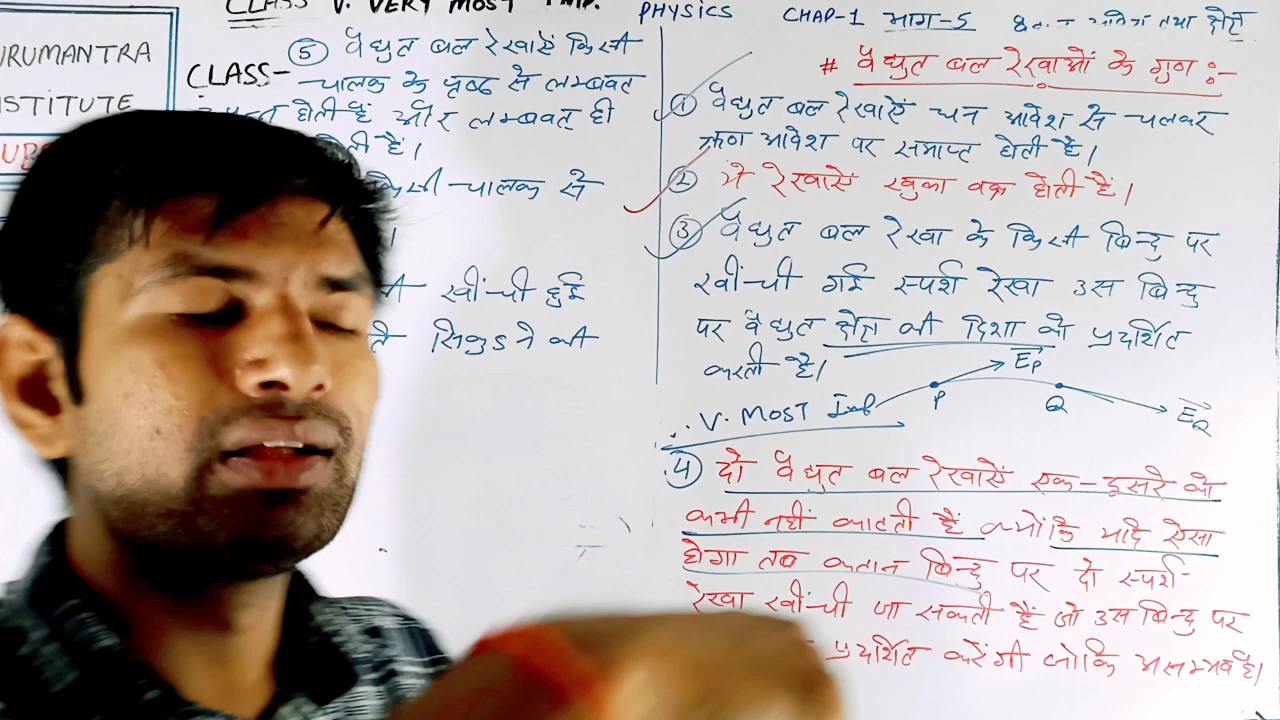 CLASS V. VERY MOST IMP.
PHYSICS CHAP-1 भाग-5 तथा क्षेत्र
URUMANTRA
STiTUTE
CLASS-
⑤ वैद्युत बल रेखाएँ किसी
चालक के पृष्ठ से लम्बवत
होती हैं और लम्बवत् ही
हैं।
किसी चालक से
खींची हुई
सिकुड़ने की
# वैद्युत बल रेखाओं के गुण :-
① वैद्युत बल रेखाएँ धन आवेश से चलकर
ऋण आवेश पर समाप्त होती है।
② ये रेखाएँ खुला वक्र होती हैं।
③ वैद्युत बल रेखा के किसी बिन्दु पर
खींची गई स्पर्श रेखा उस बिन्दु
पर वैद्युत क्षेत्र की दिशा को प्रदर्शित
करती है।
P E⃗P Q E⃗Q
V. MOST Imp
④ दो वैद्युत बल रेखाएँ एक-दूसरे को
कभी नहीं काटती हैं क्योंकि यदि ऐसा
होगा तब कटान बिन्दु पर दो स्पर्श-
रेखा खींची जा सकती हैं जो उस बिन्दु पर
प्रदर्शित करेंगी जोकि असम्भव है।